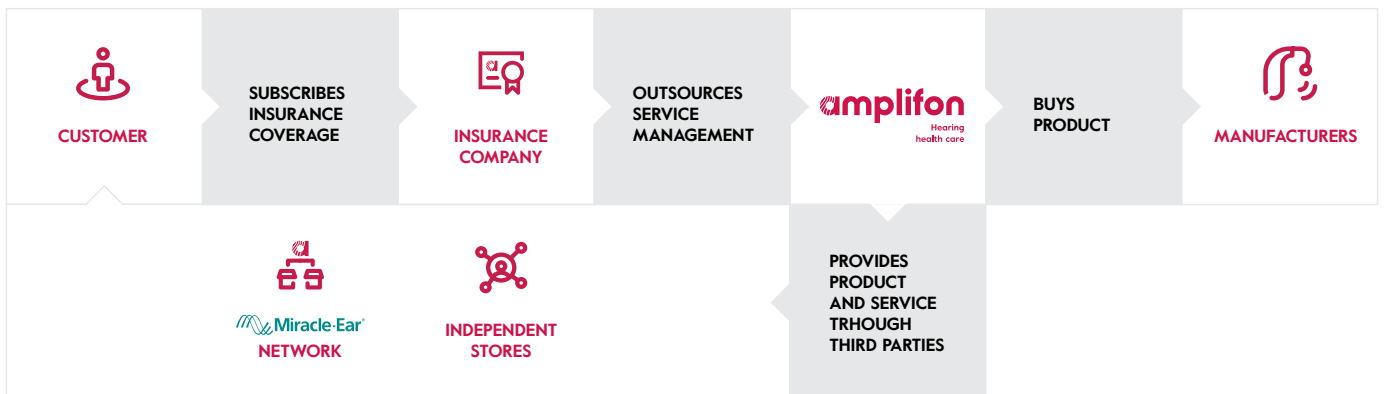 CUSTOMER
SUBSCRIBES
INSURANCE
COVERAGE
INSURANCE
COMPANY
OUTSOURCES
SERVICE
MANAGEMENT
amplifon
Hearing
health care
BUYS
PRODUCT
MANUFACTURERS
Miracle-Ear®
NETWORK
INDEPENDENT
STORES
PROVIDES
PRODUCT
AND SERVICE
TRHOUGH
THIRD PARTIES